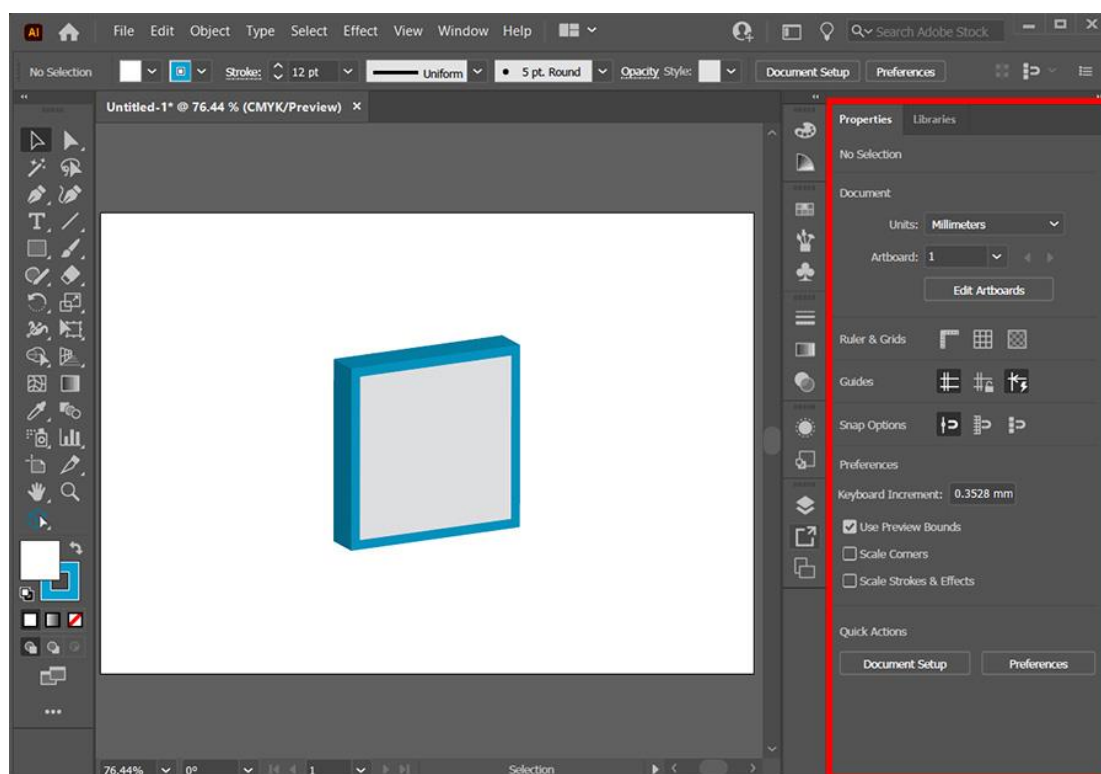 Ai File Edit Object Type Select Effect View Window Help Search Adobe Stock
No Selection Stroke: 12 pt Uniform 5 pt. Round Opacity Style: Document Setup Preferences
Untitled-1* @ 76.44 % (CMYK/Preview) ×
Properties Libraries
No Selection
Document
Units: Millimeters
Artboard: 1
Edit Artboards
Ruler & Grids
Guides
Snap Options
Preferences
Keyboard Increment: 0.3528 mm
Use Preview Bounds
Scale Corners
Scale Strokes & Effects
Quick Actions
Document Setup Preferences
76.44% 0° 1 Selection